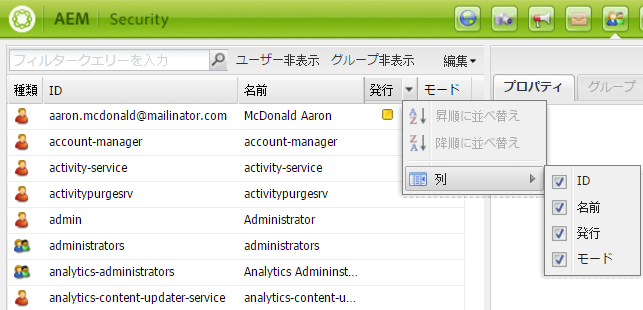 AEM Security
フィルタークエリーを入力 ユーザー非表示 グループ非表示 編集
種類 ID 名前 発行 モード
プロパティ グループ
aaron.mcdonald@mailinator.com McDonald Aaron
昇順に並べ替え
account-manager account-manager
降順に並べ替え
activity-service activity-service
列
ID
activitypurgesrv activitypurgesrv
名前
admin Administrator
発行
administrators administrators
モード
analytics-administrators Analytics Admininst...
analytics-content-updater-service analytics-content-u...